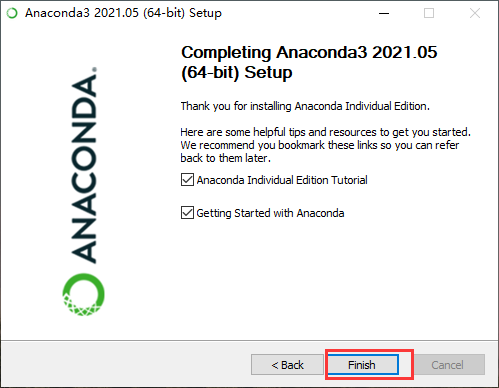 Anaconda3 2021.05 (64-bit) Setup
Completing Anaconda3 2021.05
(64-bit) Setup
Thank you for installing Anaconda Individual Edition.
Here are some helpful tips and resources to get you started.
We recommend you bookmark these links so you can refer
back to them later.
Anaconda Individual Edition Tutorial
Getting Started with Anaconda
ANACONDA.
< Back
Finish
Cancel